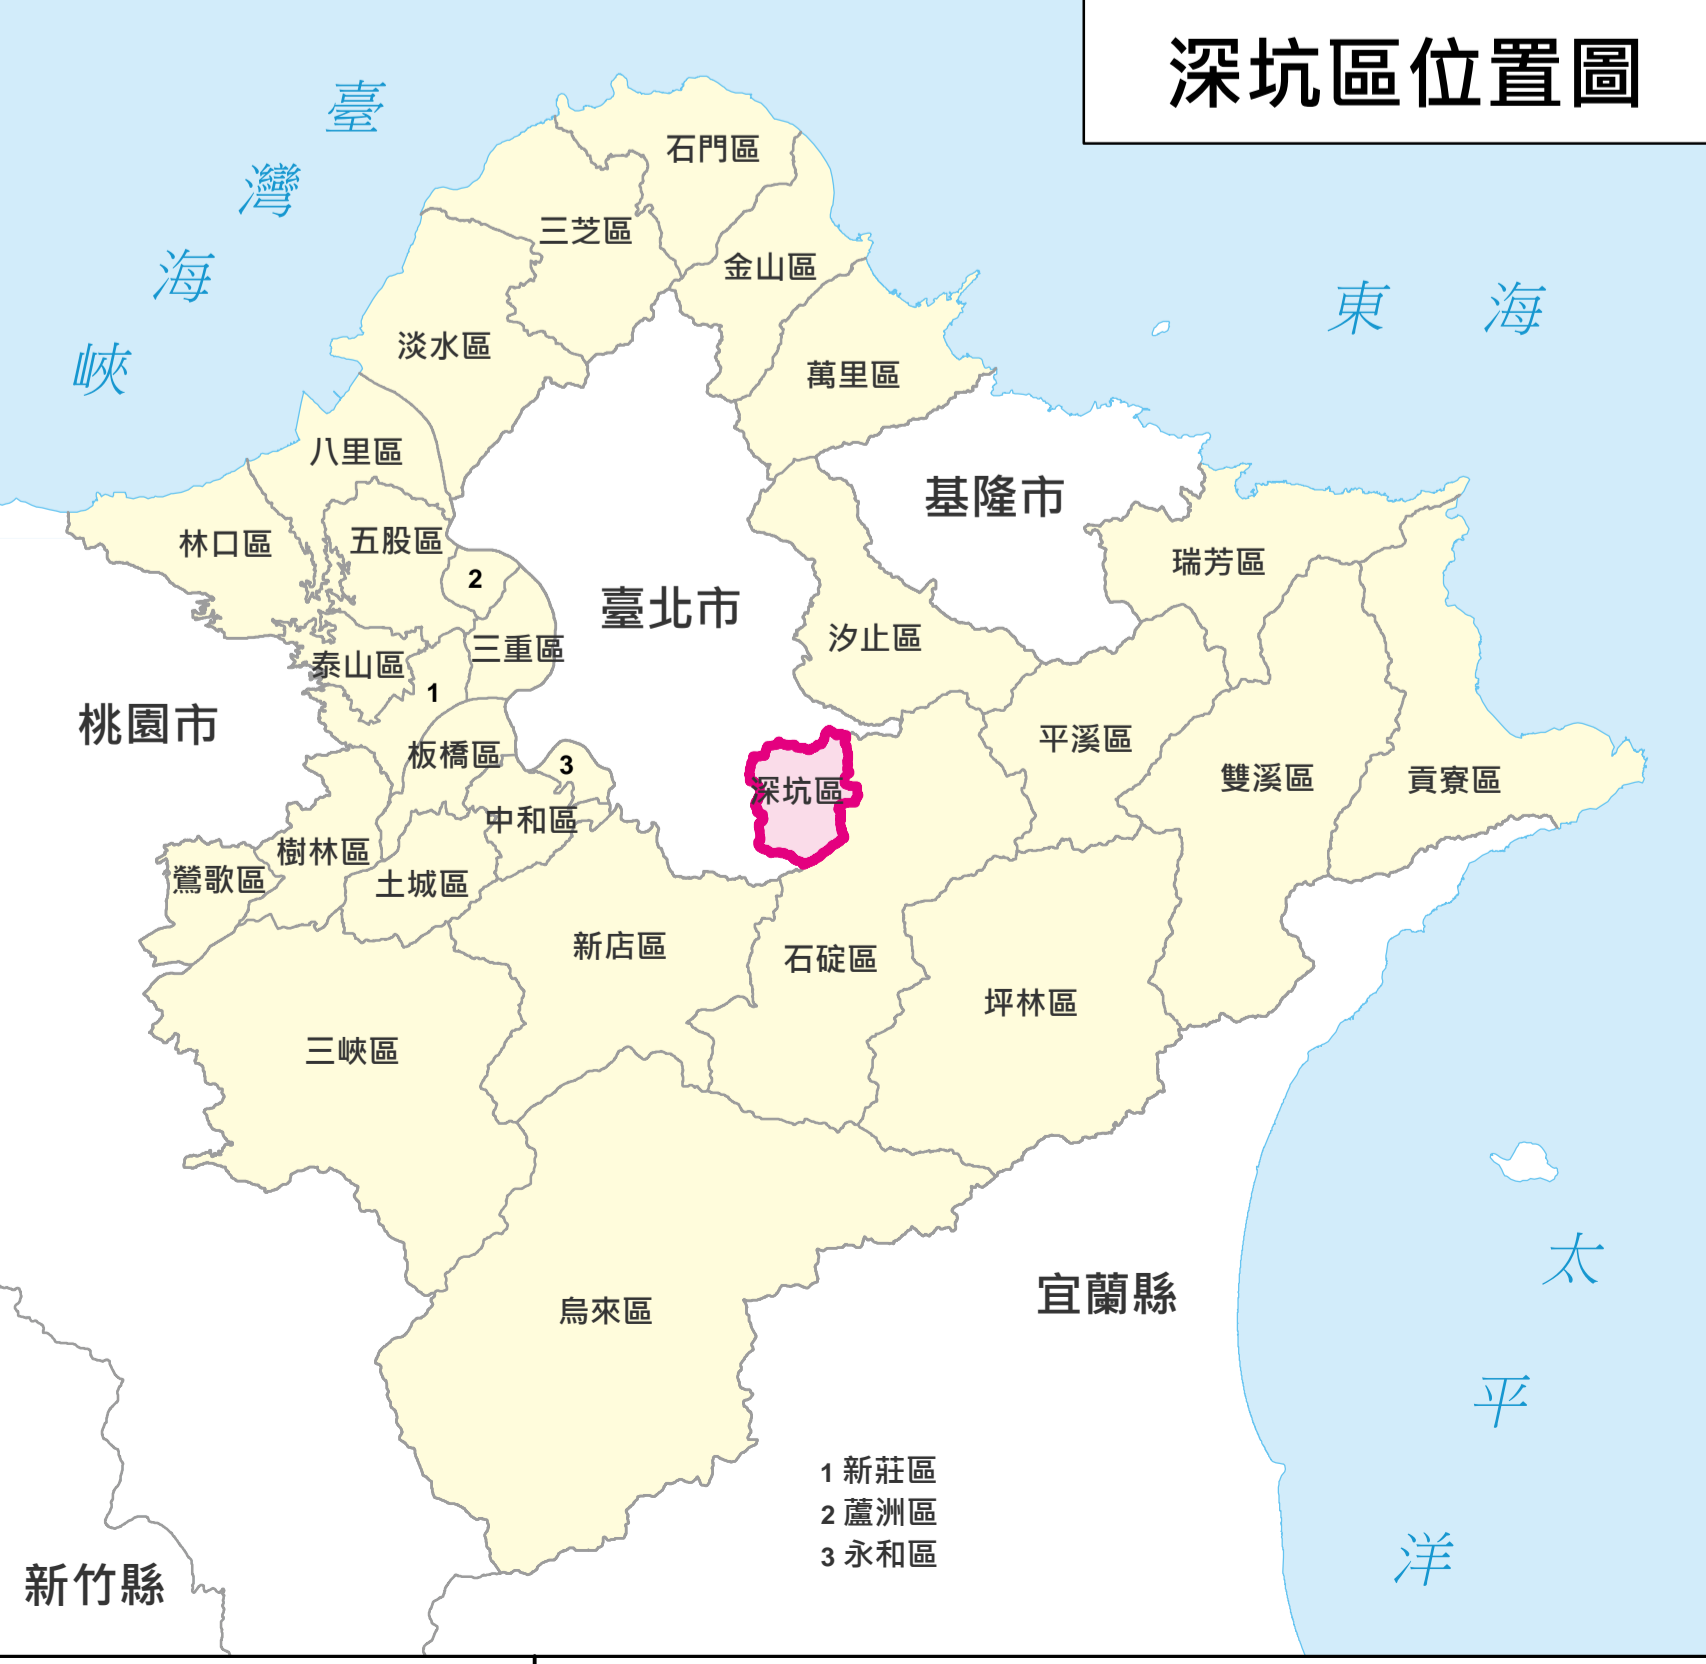 深坑區位置圖
臺灣海峽
東海
石門區
三芝區
金山區
淡水區
萬里區
八里區
基隆市
林口區
五股區
2
瑞芳區
臺北市
三重區
汐止區
泰山區
1
桃園市
板橋區
3
平溪區
深坑區
雙溪區
貢寮區
中和區
樹林區
鶯歌區
土城區
新店區
石碇區
坪林區
三峽區
宜蘭縣
烏來區
太平洋
1 新莊區
2 蘆洲區
3 永和區
新竹縣